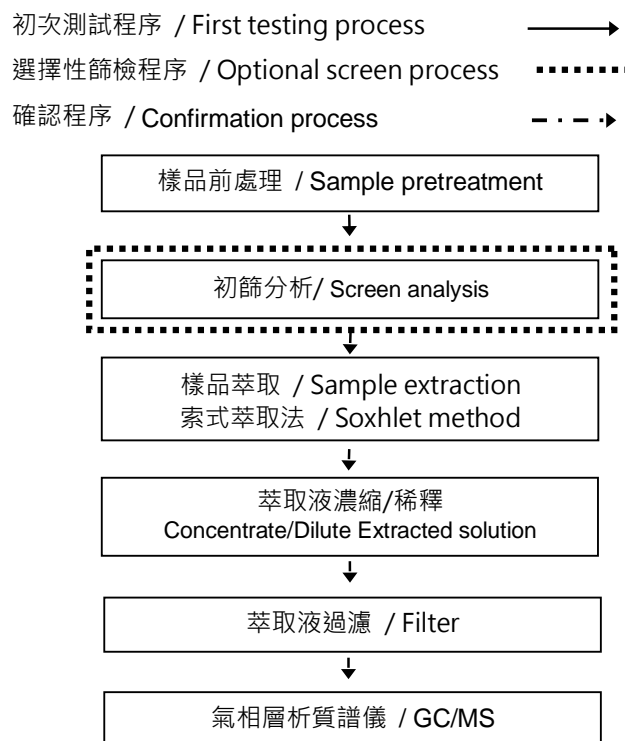 初次測試程序 / First testing process
選擇性篩檢程序 / Optional screen process
確認程序 / Confirmation process
樣品前處理 / Sample pretreatment
初篩分析/ Screen analysis
樣品萃取 / Sample extraction
索式萃取法 / Soxhlet method
萃取液濃縮/稀釋
Concentrate/Dilute Extracted solution
萃取液過濾 / Filter
氣相層析質譜儀 / GC/MS